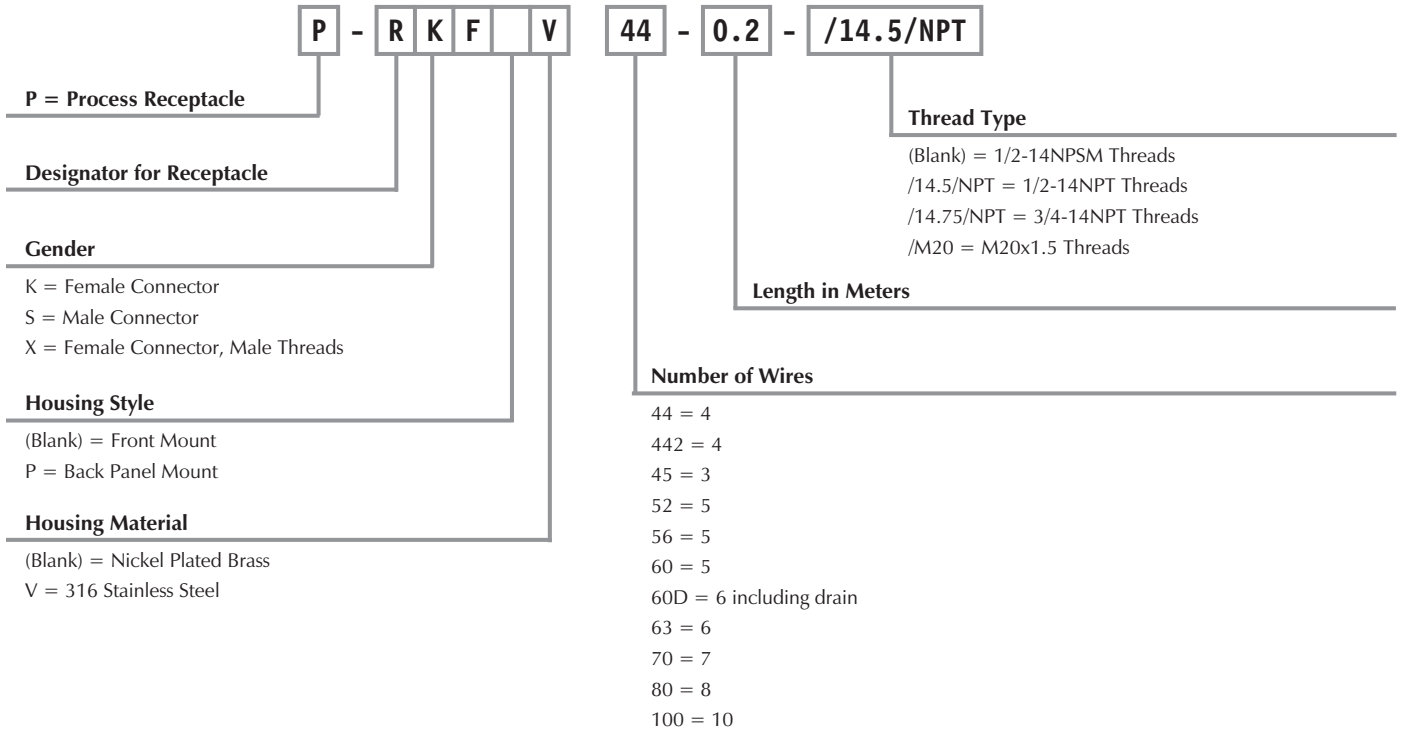 P - R K F V 44 - 0.2 - /14.5/NPT
P = Process Receptacle
Designator for Receptacle
Gender
K = Female Connector
S = Male Connector
X = Female Connector, Male Threads
Housing Style
(Blank) = Front Mount
P = Back Panel Mount
Housing Material
(Blank) = Nickel Plated Brass
V = 316 Stainless Steel
Thread Type
(Blank) = 1/2-14NPSM Threads
/14.5/NPT = 1/2-14NPT Threads
/14.75/NPT = 3/4-14NPT Threads
/M20 = M20x1.5 Threads
Length in Meters
Number of Wires
44 = 4
442 = 4
45 = 3
52 = 5
56 = 5
60 = 5
60D = 6 including drain
63 = 6
70 = 7
80 = 8
100 = 10